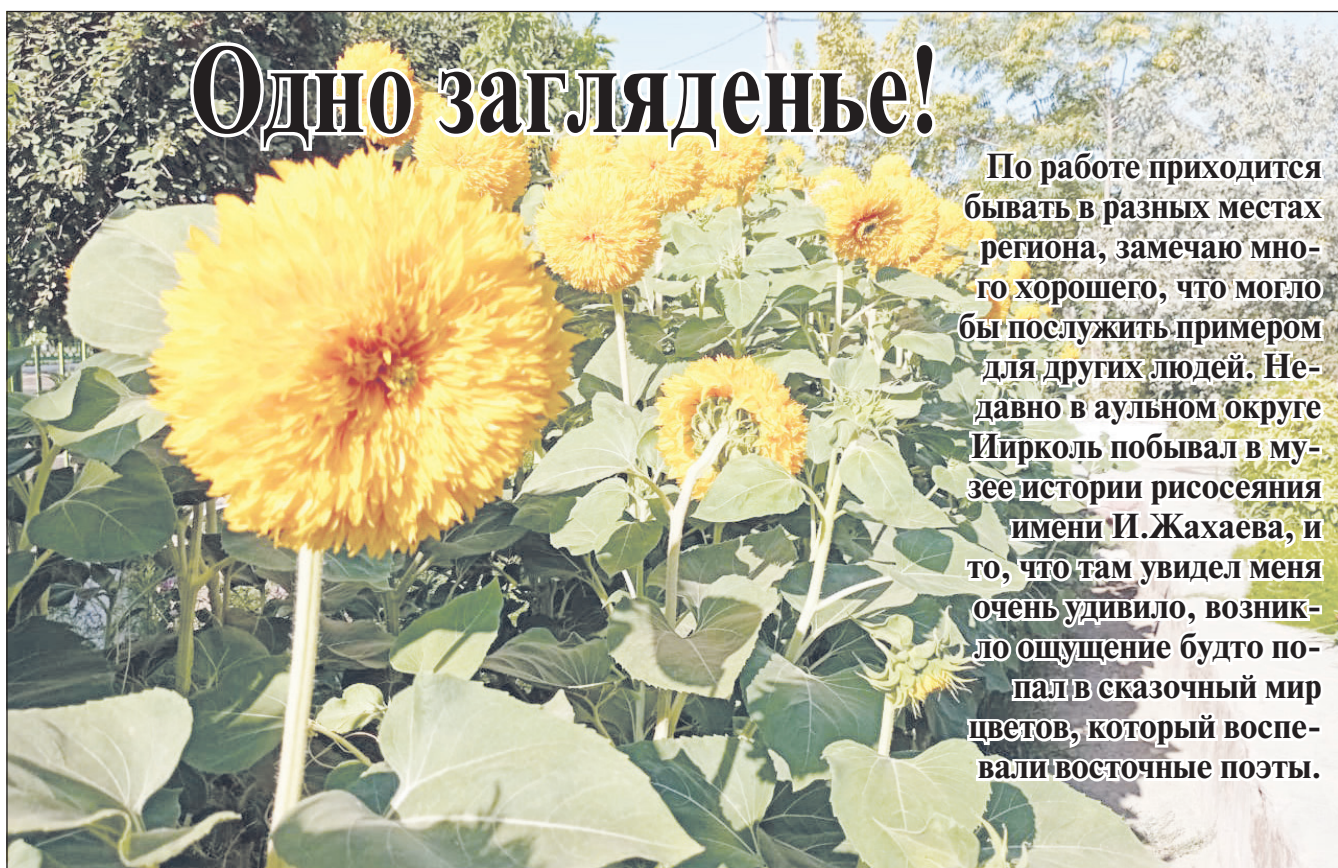 Одно загляденье!
По работе приходится
бывать в разных местах
региона, замечаю мно-
го хорошего, что могло
бы послужить примером
для других людей. Не-
давно в аульном округе
Иирколь побывал в му-
зее истории рисосеяния
имени И.Жахаева, и
то, что там увидел меня
очень удивило, возник-
ло ощущение будто по-
пал в сказочный мир
цветов, который воспе-
вали восточные поэты.